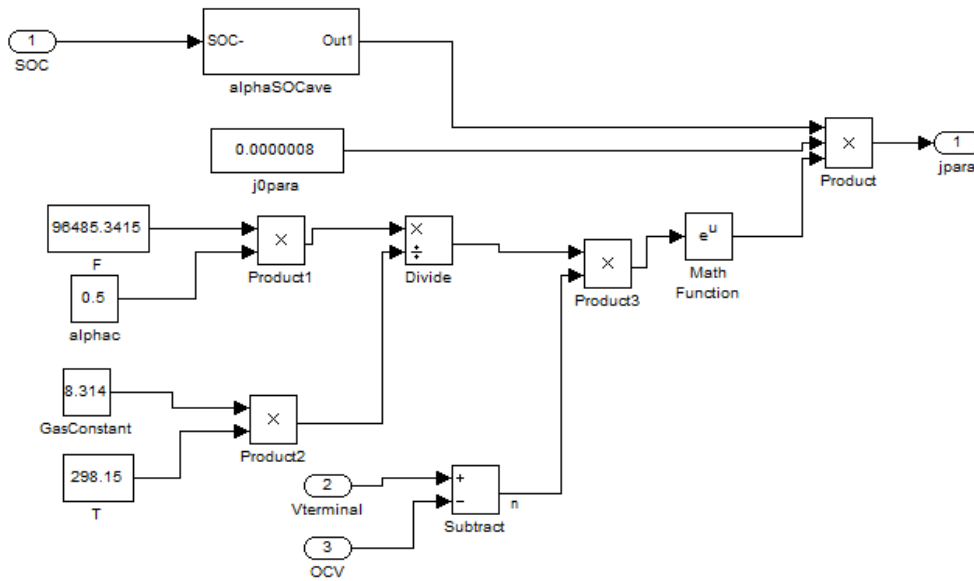 1
SOC
SOC-
Out1
alphaSOCave
0.0000008
j0para
×
Product
1
jpara
96485.3415
F
×
Product1
0.5
alphac
×
÷
Divide
×
Product3
e^u
Math
Function
8.314
GasConstant
×
Product2
298.15
T
2
Vterminal
+
−
Subtract
n
3
OCV